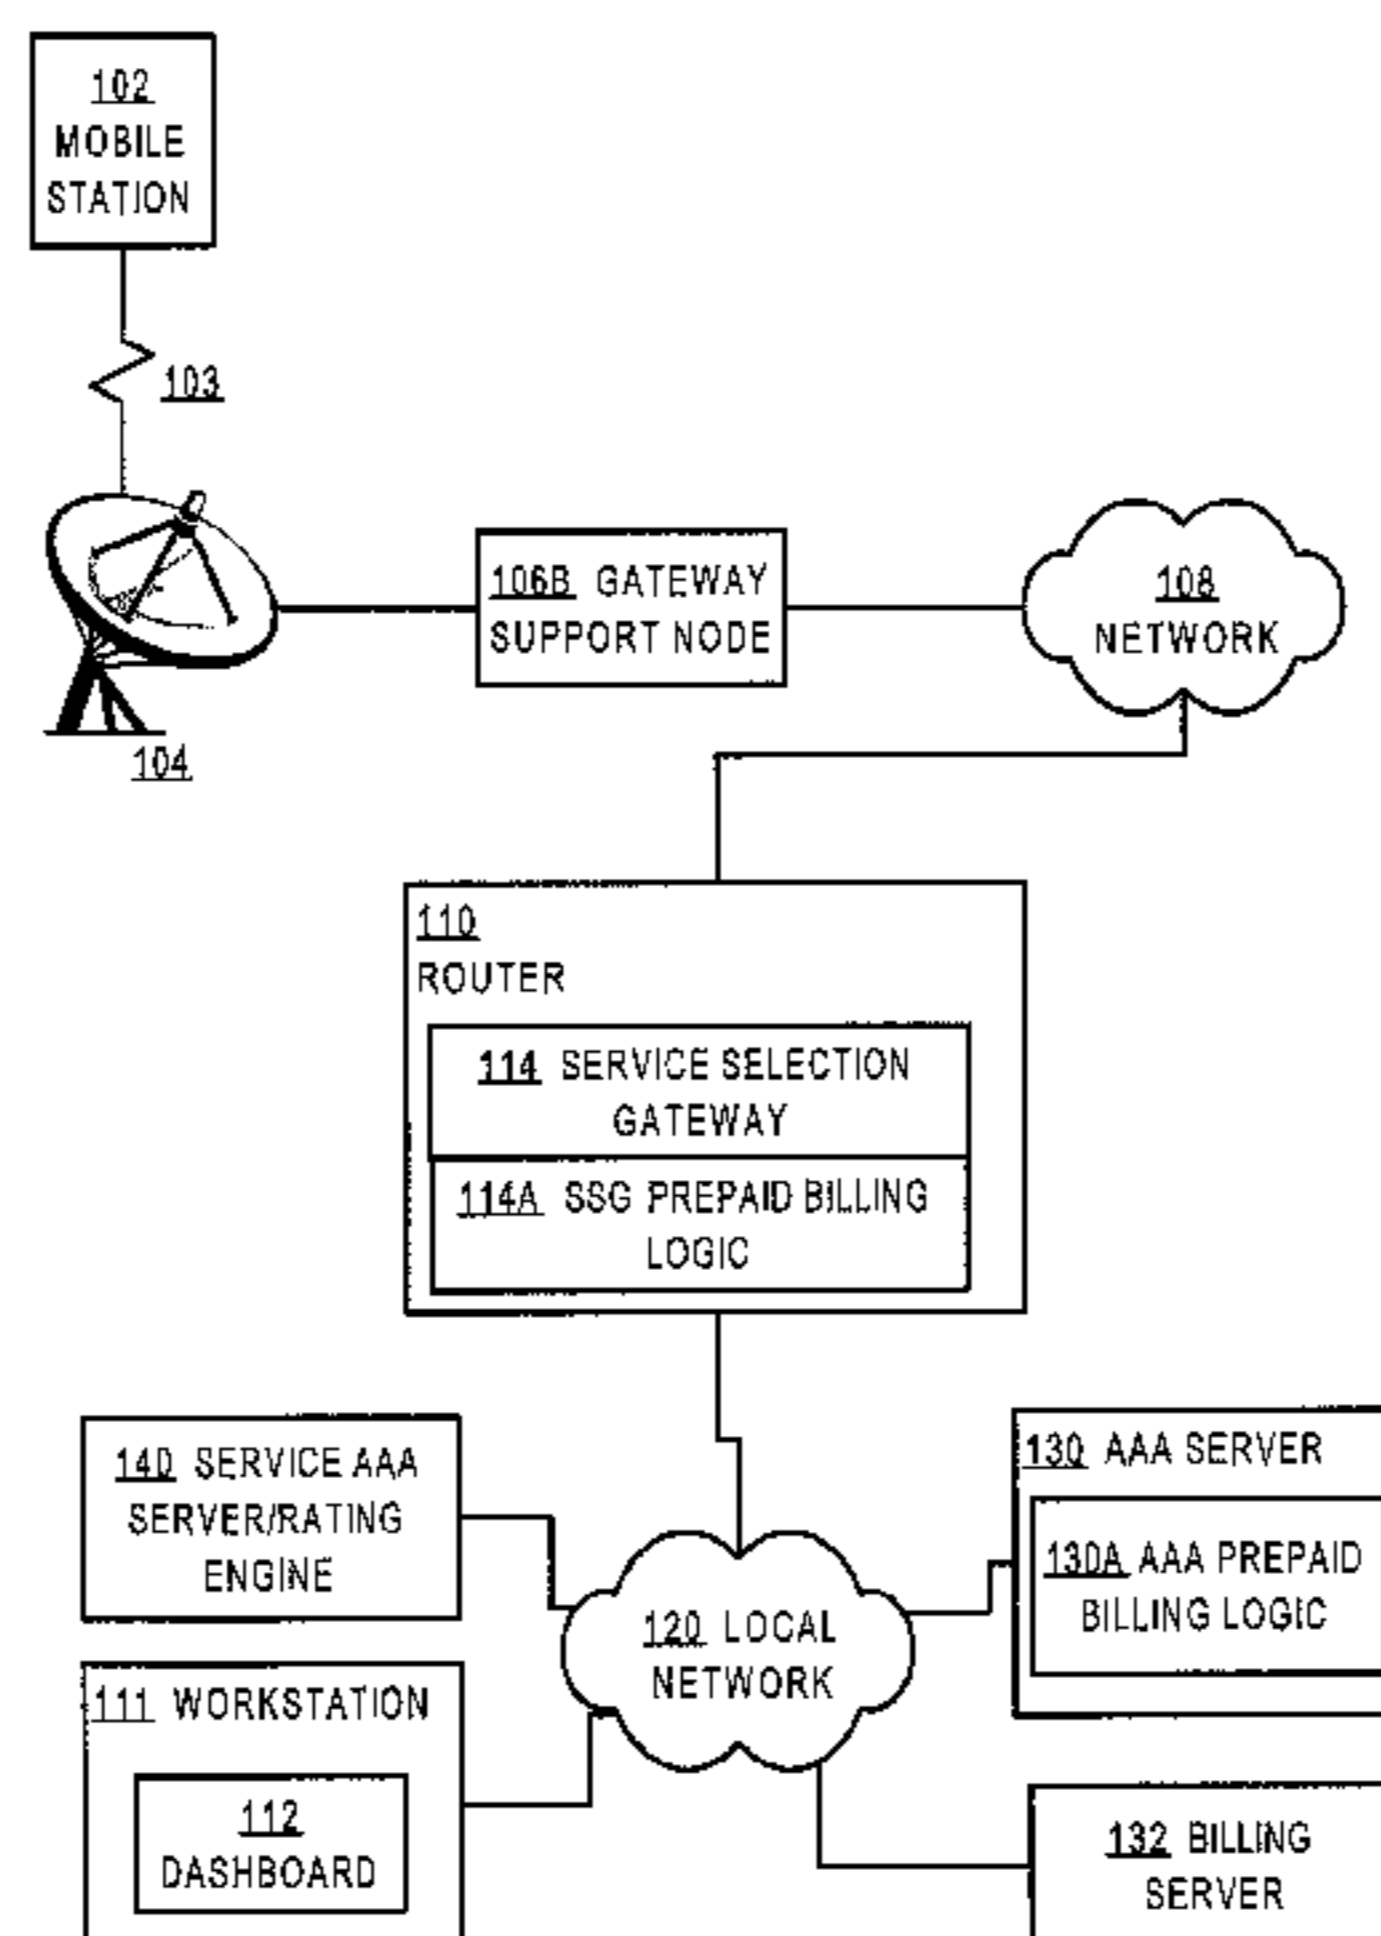 102
MOBILE
STATION
103
106B GATEWAY
SUPPORT NODE
108
NETWORK
104
110
ROUTER
114 SERVICE SELECTION
GATEWAY
114A SSG PREPAID BILLING
LOGIC
140 SERVICE AAA
SERVER/RATING
ENGINE
130 AAA SERVER
130A AAA PREPAID
BILLING LOGIC
120 LOCAL
NETWORK
111 WORKSTATION
112
DASHBOARD
132 BILLING
SERVER